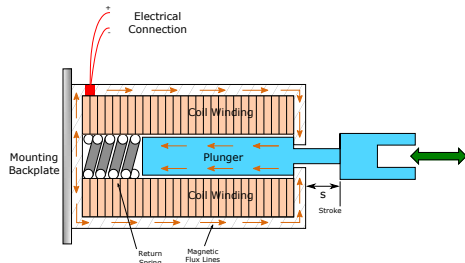 +
Electrical
Connection
-
Coil Winding
Mounting
Backplate
Plunger
Coil Winding
S
Stroke
Return
Spring
Magnetic
Flux Lines